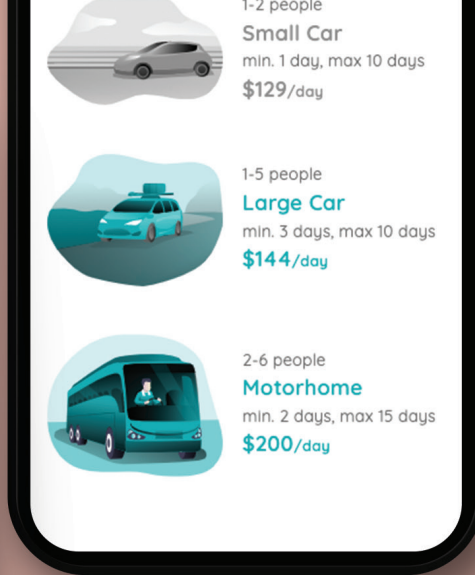 1-2 people
Small Car
min. 1 day, max 10 days
$129/day
1-5 people
Large Car
min. 3 days, max 10 days
$144/day
2-6 people
Motorhome
min. 2 days, max 15 days
$200/day